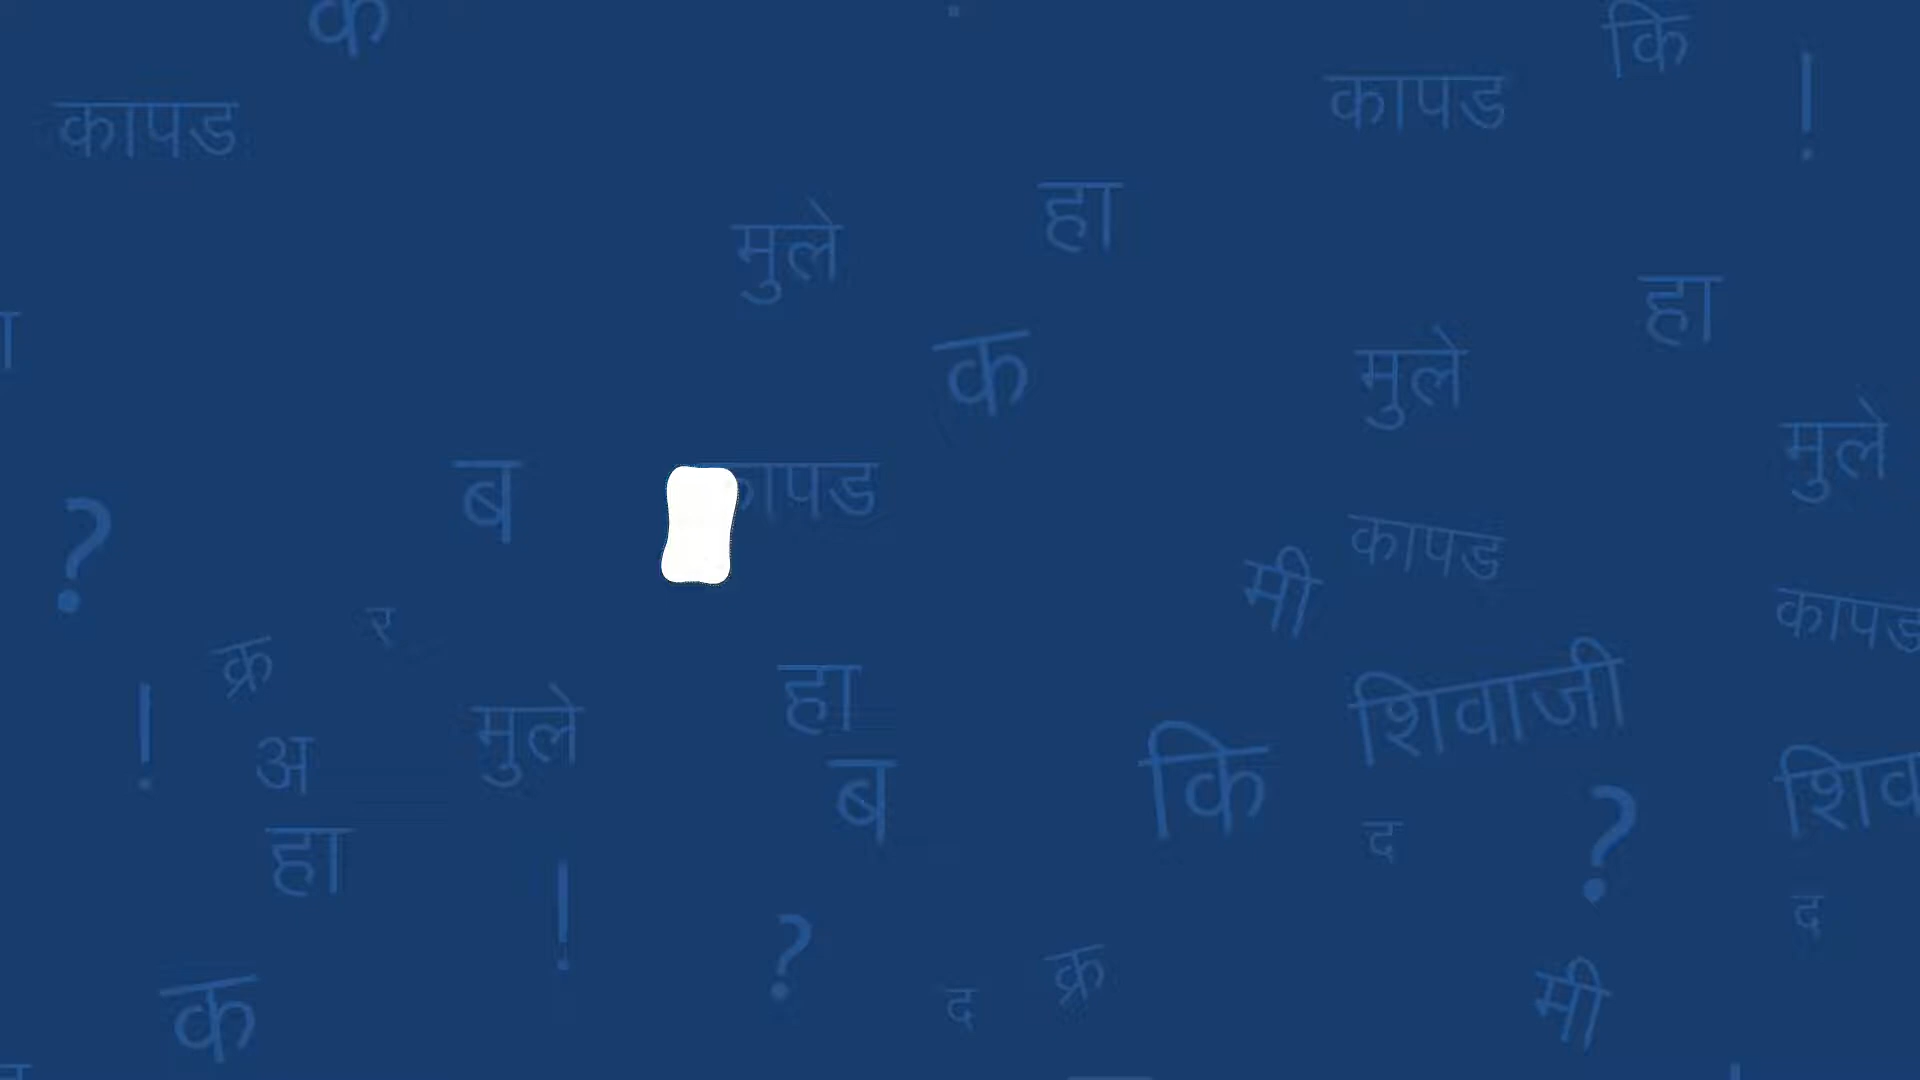 क
कि
कापड
कापड
!
हा
मुले
हा
क
मुले
मुले
ब
कापड
?
मी
कापड
कापड
र
क्र
शिवाजी
हा
!
मुले
अ
कि
ब
शिव
हा
?
द
!
?
द
क्र
द
मी
क